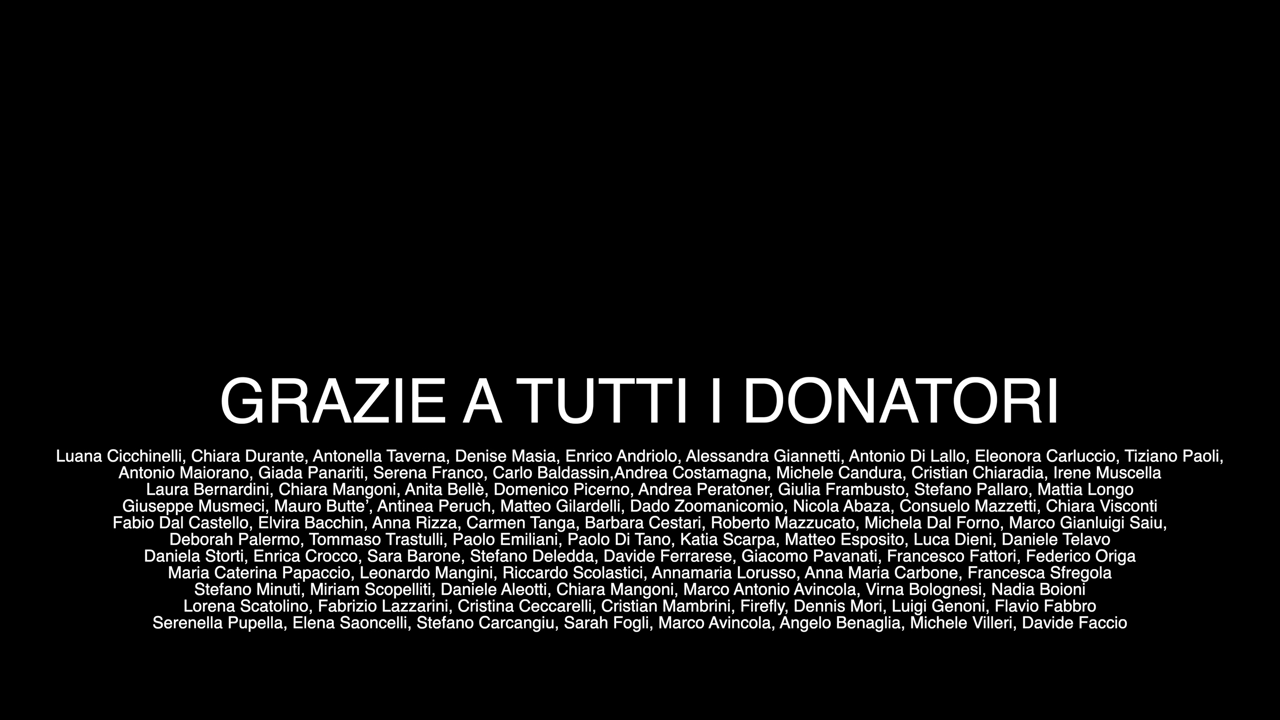 GRAZIE A TUTTI I DONATORI
Luana Cicchinelli, Chiara Durante, Antonella Taverna, Denise Masia, Enrico Andriolo, Alessandra Giannetti, Antonio Di Lallo, Eleonora Carluccio, Tiziano Paoli,
Antonio Maiorano, Giada Panariti, Serena Franco, Carlo Baldassin,Andrea Costamagna, Michele Candura, Cristian Chiaradia, Irene Muscella
Laura Bernardini, Chiara Mangoni, Anita Bellè, Domenico Picerno, Andrea Peratoner, Giulia Frambusto, Stefano Pallaro, Mattia Longo
Giuseppe Musmeci, Mauro Butte’, Antinea Peruch, Matteo Gilardelli, Dado Zoomanicomio, Nicola Abaza, Consuelo Mazzetti, Chiara Visconti
Fabio Dal Castello, Elvira Bacchin, Anna Rizza, Carmen Tanga, Barbara Cestari, Roberto Mazzucato, Michela Dal Forno, Marco Gianluigi Saiu,
Deborah Palermo, Tommaso Trastulli, Paolo Emiliani, Paolo Di Tano, Katia Scarpa, Matteo Esposito, Luca Dieni, Daniele Telavo
Daniela Storti, Enrica Crocco, Sara Barone, Stefano Deledda, Davide Ferrarese, Giacomo Pavanati, Francesco Fattori, Federico Origa
Maria Caterina Papaccio, Leonardo Mangini, Riccardo Scolastici, Annamaria Lorusso, Anna Maria Carbone, Francesca Sfregola
Stefano Minuti, Miriam Scopelliti, Daniele Aleotti, Chiara Mangoni, Marco Antonio Avincola, Virna Bolognesi, Nadia Boioni
Lorena Scatolino, Fabrizio Lazzarini, Cristina Ceccarelli, Cristian Mambrini, Firefly, Dennis Mori, Luigi Genoni, Flavio Fabbro
Serenella Pupella, Elena Saoncelli, Stefano Carcangiu, Sarah Fogli, Marco Avincola, Angelo Benaglia, Michele Villeri, Davide Faccio